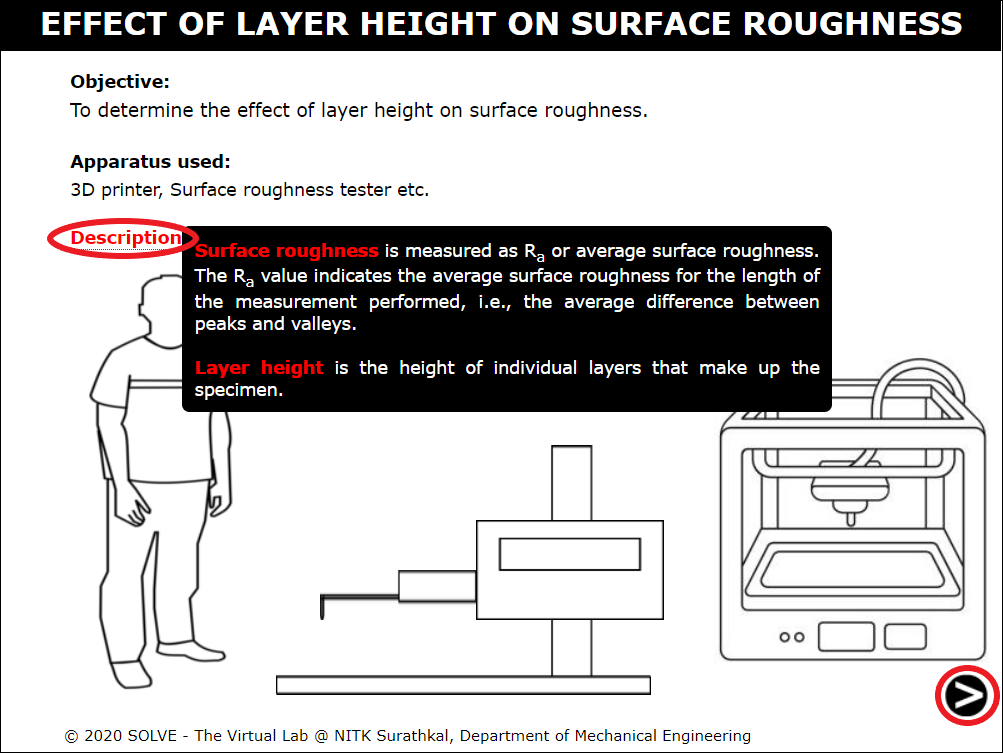 EFFECT OF LAYER HEIGHT ON SURFACE ROUGHNESS
Objective:
To determine the effect of layer height on surface roughness.
Apparatus used:
3D printer, Surface roughness tester etc.
Description
Surface roughness is measured as Ra or average surface roughness.
The Ra value indicates the average surface roughness for the length
of the measurement performed, i.e., the average difference between
peaks and valleys.
Layer height is the height of individual layers that make up the
specimen.
© 2020 SOLVE - The Virtual Lab @ NITK Surathkal, Department of Mechanical Engineering